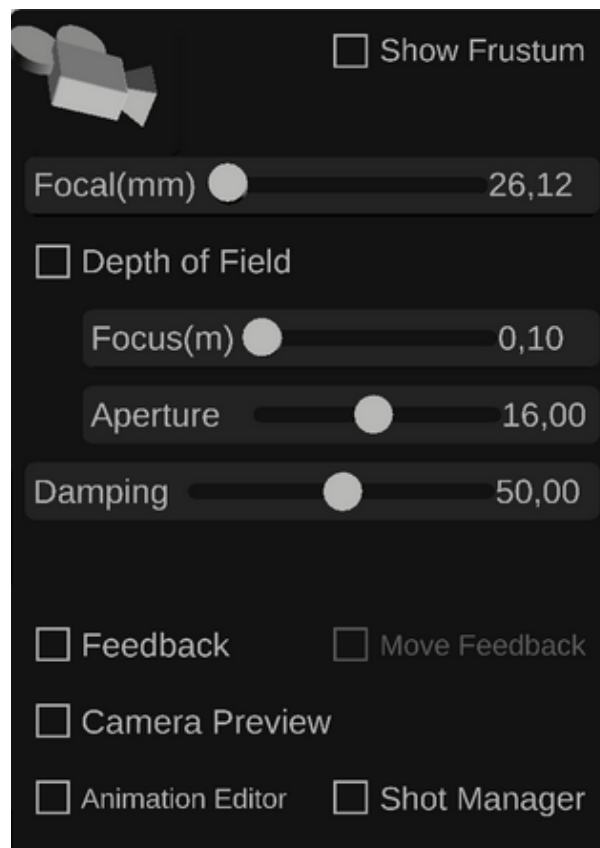 Show Frustum
Focal(mm) 26,12
Depth of Field
Focus(m) 0,10
Aperture 16,00
Damping 50,00
Feedback Move Feedback
Camera Preview
Animation Editor Shot Manager